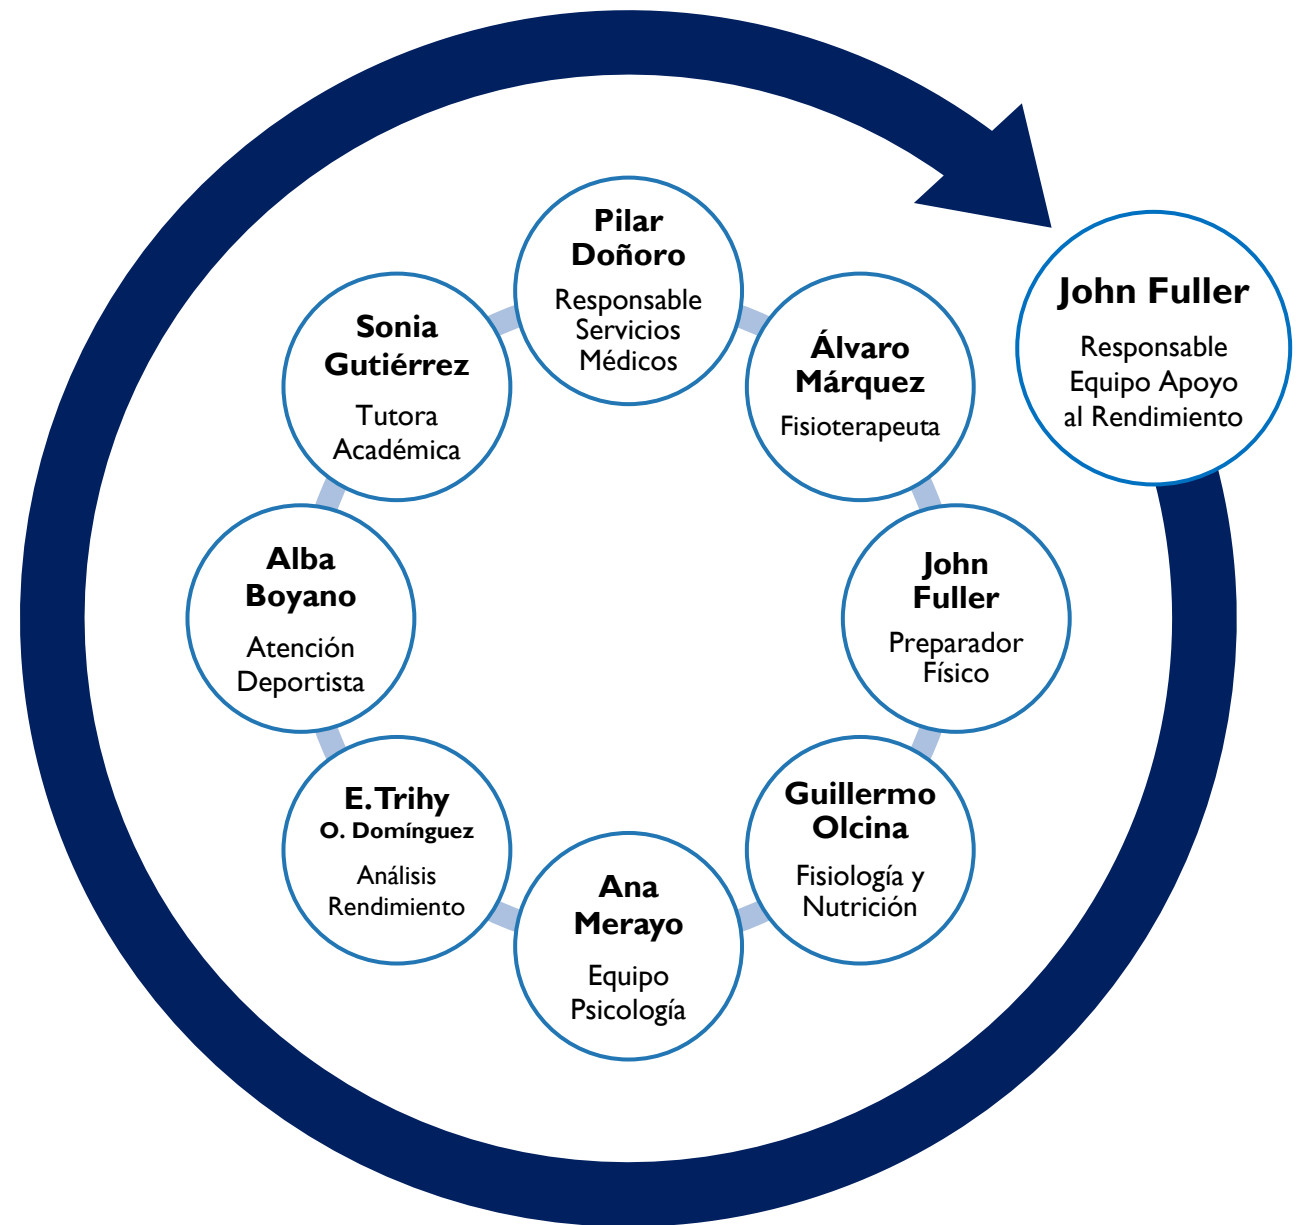 Pilar
Doñoro
Responsable
Servicios
Médicos
Álvaro
Márquez
Fisioterapeuta
John
Fuller
Preparador
Físico
Guillermo
Olcina
Fisiología y
Nutrición
Ana
Merayo
Equipo
Psicología
E. Trihy
O. Domínguez
Análisis
Rendimiento
Alba
Boyano
Atención
Deportista
Sonia
Gutiérrez
Tutora
Académica
John Fuller
Responsable
Equipo Apoyo
al Rendimiento